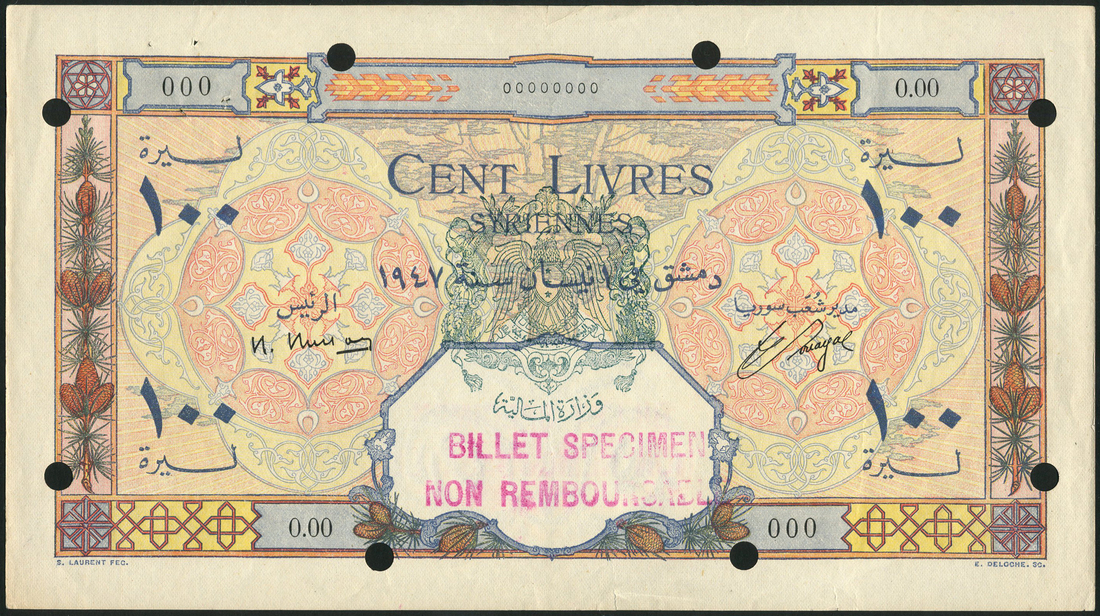 000
00000000
0.00
ليرة
ليرة
١٠٠
١٠٠
CENT LIVRES
SYRIENNES
دمشق في ١ نيسان سنة ١٩٤٧
الرئيس
مدير شعب سوريا
١٠٠
١٠٠
وزارة المالية
ليرة
ليرة
BILLET SPECIMEN
NON REMBOURSABL
0.00
000
S. LAURENT FEC.
E. DELOCHE. SC.